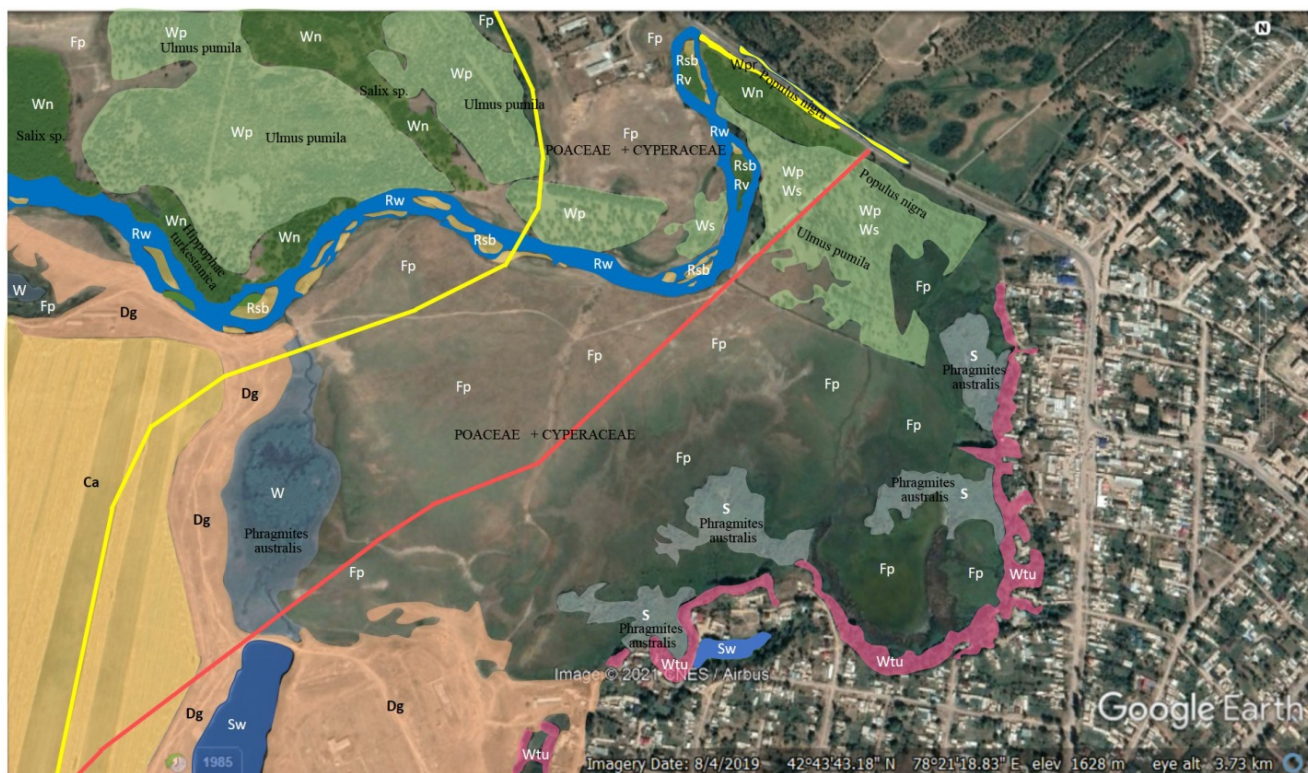 Fp
Wp
Ulmus pumila
Wn
Fp
Fp
Wn
Salix sp.
Wp
Ulmus pumila
Salix sp.
Wn
Wp
Ulmus pumila
Fp
POACEAE + CYPERACEAE
Rsb
Rv
Wpr
Populus nigra
Wn
Rw
Rsb
Rv
Wp
Ws
Populus nigra
Wp
Ws
Ulmus pumila
Rw
Wn
Hippophae
turkestanica
Wn
Rw
Rsb
Wp
Ws
Rw
Rsb
Fp
Fp
W
Fp
Dg
Rsb
Fp
Fp
Fp
Fp
Dg
S
Phragmites
australis
Fp
POACEAE + CYPERACEAE
Fp
Ca
W
Phragmites
australis
Dg
S
Phragmites
australis
Phragmites
australis
S
Fp
Fp
Fp
Wtu
S
Phragmites
australis
Wtu
Sw
Wtu
Image © 2021 CNES / Airbus
Dg
Sw
Dg
Wtu
1985
Google Earth
Imagery Date: 8/4/2019 42°43'43.18" N 78°21'18.83" E elev 1628 m eye alt 3.73 km
N